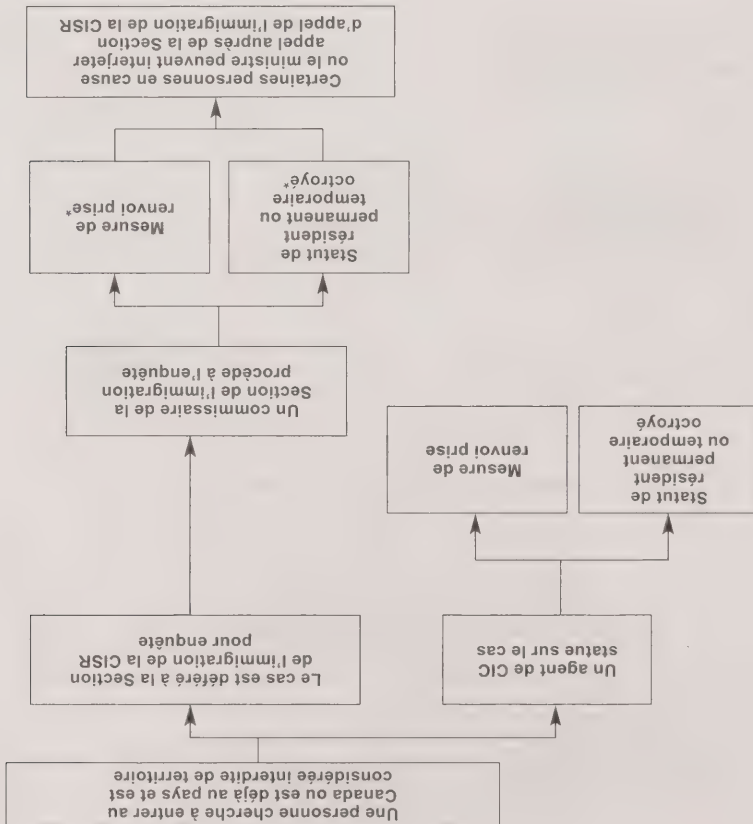 Une personne cherche à entrer au
Canada ou est déjà au pays et est
considérée interdite de territoire
Un agent de CIC
statue sur le cas
Le cas est déféré à la Section
de l'immigration de la CISR
pour enquête
Statut de
résident
permanent
ou temporaire
octroyé
Mesure de
renvoi prise
Un commissaire de la
Section de l'immigration
procède à l'enquête
Statut de
résident
permanent ou
temporaire
octroyé*
Mesure de
renvoi prise*
Certaines personnes en cause
ou le ministre peuvent interjeter
appel auprès de la Section
d'appel de l'immigration de la CISR